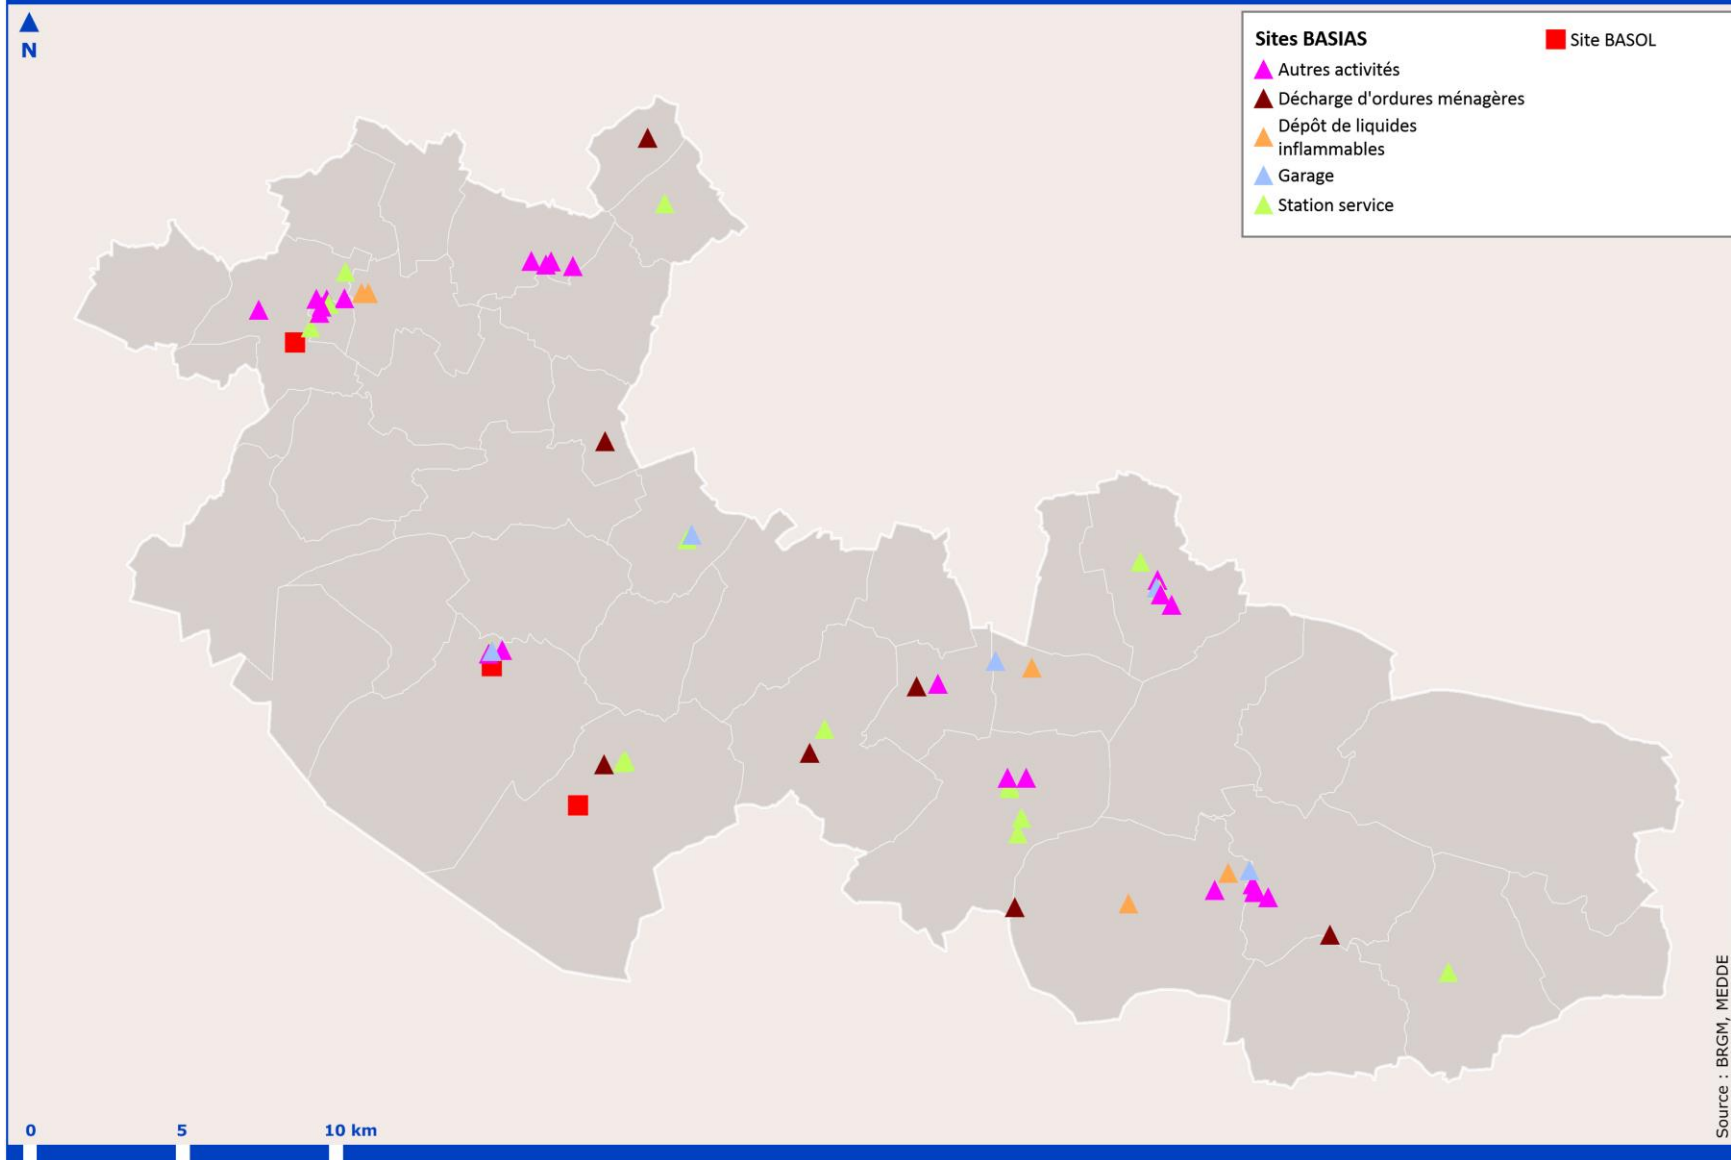 N
Sites BASIAS
Site BASOL
Autres activités
Décharge d'ordures ménagères
Dépôt de liquides
inflammables
Garage
Station service
0 5 10 km
Source : BRGM, MEDDE